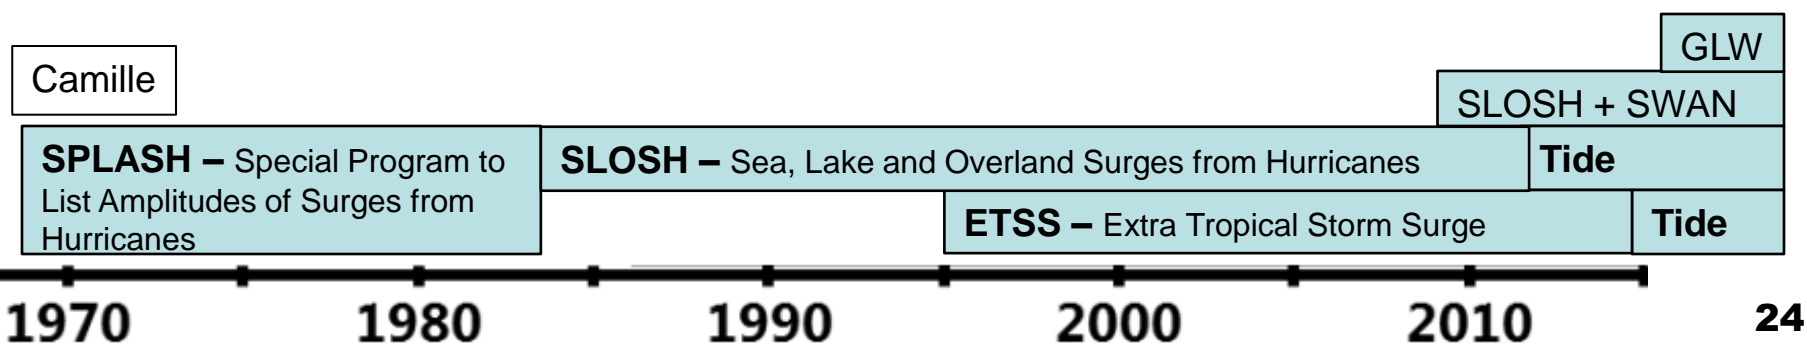 GLW
Camille
SLOSH + SWAN
SPLASH – Special Program to
List Amplitudes of Surges from
Hurricanes
SLOSH – Sea, Lake and Overland Surges from Hurricanes
Tide
ETSS – Extra Tropical Storm Surge
Tide
1970 1980 1990 2000 2010
24